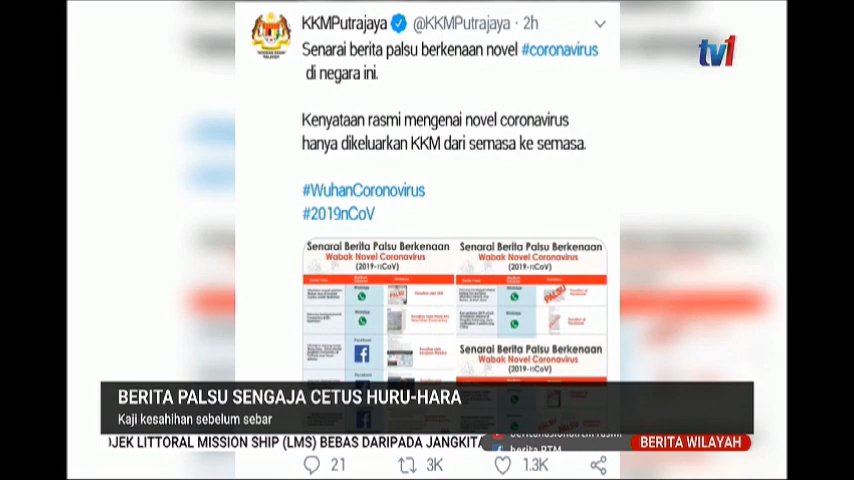 KKMPutrajaya @KKMPutrajaya · 2h
tv1
Senarai berita palsu berkenaan novel #coronavirus
di negara ini.
Kenyataan rasmi mengenai novel coronavirus
hanya dikeluarkan KKM dari semasa ke semasa.
#WuhanCoronovirus
#2019nCoV
Senarai Berita Palsu Berkenaan
Wabak Novel Coronavirus
(2019-nCoV)
Senarai Berita Palsu Berkenaan
Wabak Novel Coronavirus
(2019-nCoV)
PALSU
Senarai Berita Palsu Berkenaan
Wabak Novel Coronavirus
(2019-nCoV)
BERITA PALSU SENGAJA CETUS HURU-HARA
Kaji kesahihan sebelum sebar
OJEK LITTORAL MISSION SHIP (LMS) BEBAS DARIPADA JANGKITA
berita RTM
BERITA WILAYAH
21
3K
1.3K